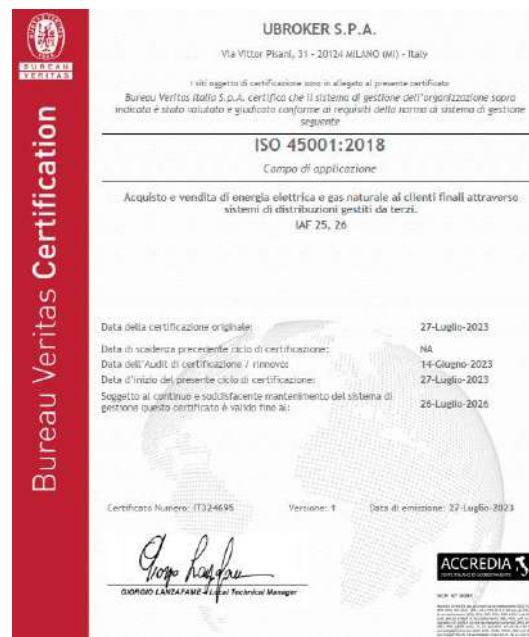 BUREAU
VERITAS
Bureau Veritas Certification
UBROKER S.P.A.
Via Vittor Pisani, 31 - 20124 MILANO (MI) - Italy
I siti oggetto di certificazione sono in allegato al presente certificato
Bureau Veritas Italia S.p.A. certifica che il sistema di gestione dell'organizzazione sopra
indicata è stato valutato e giudicato conforme ai requisiti della norma di sistema di gestione
seguente
ISO 45001:2018
Campo di applicazione
Acquisto e vendita di energia elettrica e gas naturale ai clienti finali attraverso
sistemi di distribuzioni gestiti da terzi.
IAF 25, 26
Data della certificazione originale: 27-Luglio-2023
Data di scadenza precedente ciclo di certificazione: NA
Data dell'Audit di certificazione / rinnovo: 14-Giugno-2023
Data d'inizio del presente ciclo di certificazione: 27-Luglio-2023
Soggetto al continuo e soddisfacente mantenimento del sistema di
gestione questo certificato è valido fino al: 26-Luglio-2026
Certificato Numero: IT324695 Versione: 1 Data di emissione: 27-Luglio-2023
GIORGIO LANZAFAME - Local Technical Manager
ACCREDIA